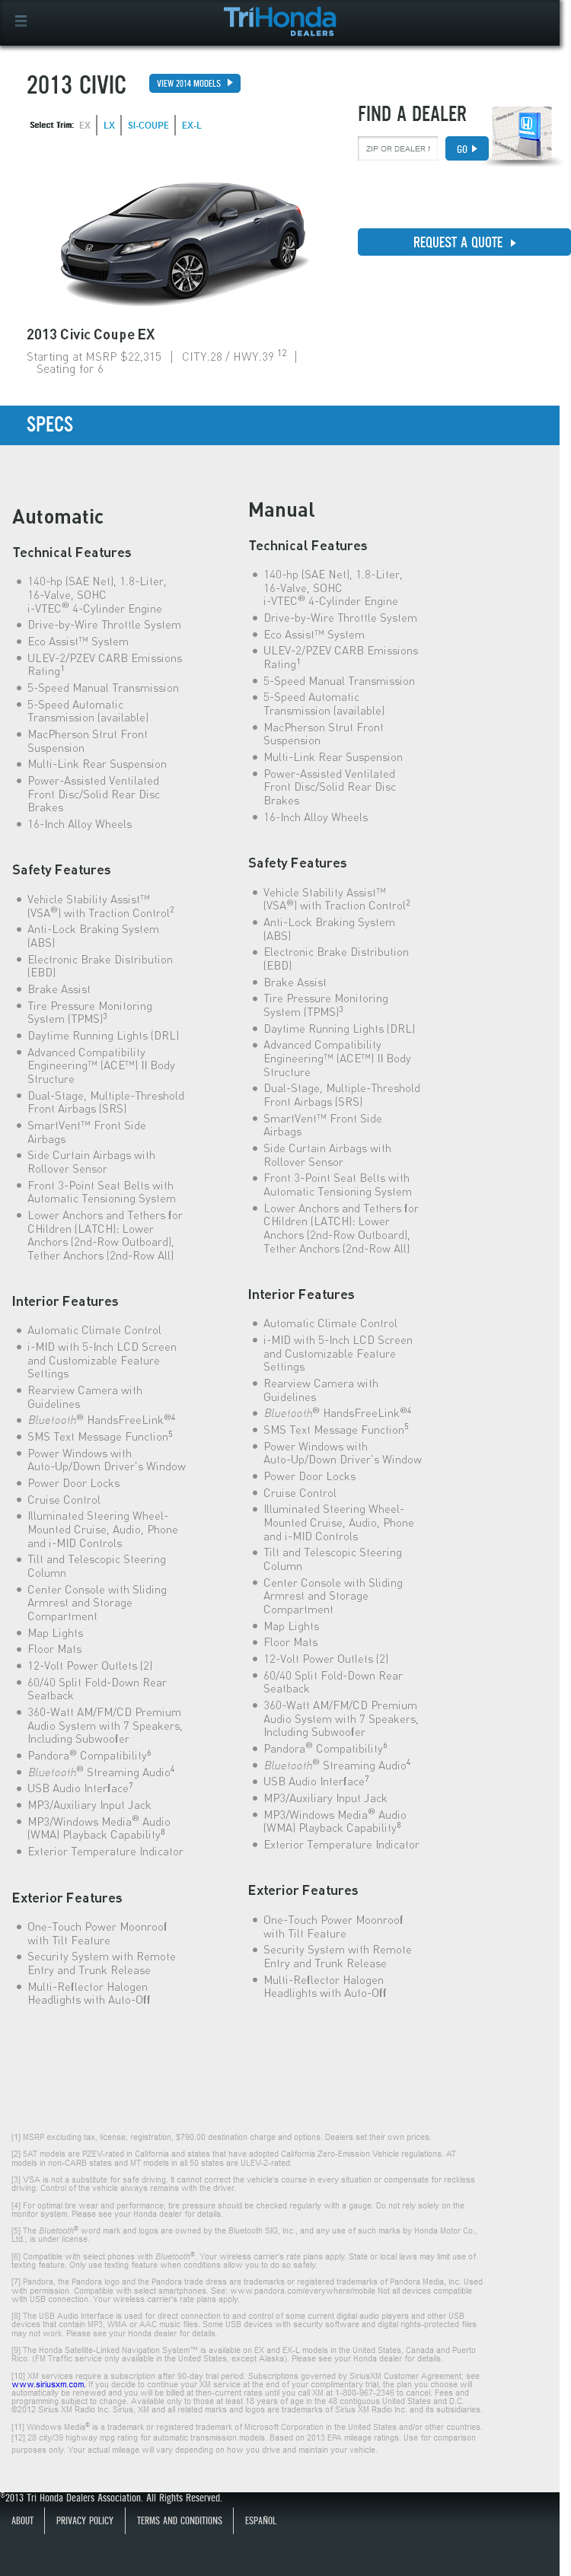 TriHonda
DEALERS
2013 CIVIC
VIEW 2014 MODELS
Select Trim: EX LX SI-COUPE EX-L
FIND A DEALER
ZIP OR DEALER
GO
REQUEST A QUOTE
2013 Civic Coupe EX
Starting at MSRP $22,315 | CITY.28 / HWY.39 12 |
Seating for 6
SPECS
Automatic
Technical Features
140-hp (SAE Net), 1.8-Liter,
16-Valve, SOHC
i-VTEC® 4-Cylinder Engine
Drive-by-Wire Throttle System
Eco Assist™ System
ULEV-2/PZEV CARB Emissions
Rating1
5-Speed Manual Transmission
5-Speed Automatic
Transmission (available)
MacPherson Strut Front
Suspension
Multi-Link Rear Suspension
Power-Assisted Ventilated
Front Disc/Solid Rear Disc
Brakes
16-Inch Alloy Wheels
Safety Features
Vehicle Stability Assist™
(VSA®) with Traction Control2
Anti-Lock Braking System
(ABS)
Electronic Brake Distribution
(EBD)
Brake Assist
Tire Pressure Monitoring
System (TPMS)3
Daytime Running Lights (DRL)
Advanced Compatibility
Engineering™ (ACE™) II Body
Structure
Dual-Stage, Multiple-Threshold
Front Airbags (SRS)
SmartVent™ Front Side
Airbags
Side Curtain Airbags with
Rollover Sensor
Front 3-Point Seat Belts with
Automatic Tensioning System
Lower Anchors and Tethers for
CHildren (LATCH): Lower
Anchors (2nd-Row Outboard),
Tether Anchors (2nd-Row All)
Interior Features
Automatic Climate Control
i-MID with 5-Inch LCD Screen
and Customizable Feature
Settings
Rearview Camera with
Guidelines
Bluetooth® HandsFreeLink®4
SMS Text Message Function5
Power Windows with
Auto-Up/Down Driver's Window
Power Door Locks
Cruise Control
Illuminated Steering Wheel-
Mounted Cruise, Audio, Phone
and i-MID Controls
Tilt and Telescopic Steering
Column
Center Console with Sliding
Armrest and Storage
Compartment
Map Lights
Floor Mats
12-Volt Power Outlets (2)
60/40 Split Fold-Down Rear
Seatback
360-Watt AM/FM/CD Premium
Audio System with 7 Speakers,
Including Subwoofer
Pandora® Compatibility6
Bluetooth® Streaming Audio4
USB Audio Interface7
MP3/Auxiliary Input Jack
MP3/Windows Media® Audio
(WMA) Playback Capability8
Exterior Temperature Indicator
Exterior Features
One-Touch Power Moonroof
with Tilt Feature
Security System with Remote
Entry and Trunk Release
Multi-Reflector Halogen
Headlights with Auto-Off
Manual
Technical Features
140-hp (SAE Net), 1.8-Liter,
16-Valve, SOHC
i-VTEC® 4-Cylinder Engine
Drive-by-Wire Throttle System
Eco Assist™ System
ULEV-2/PZEV CARB Emissions
Rating1
5-Speed Manual Transmission
5-Speed Automatic
Transmission (available)
MacPherson Strut Front
Suspension
Multi-Link Rear Suspension
Power-Assisted Ventilated
Front Disc/Solid Rear Disc
Brakes
16-Inch Alloy Wheels
Safety Features
Vehicle Stability Assist™
(VSA®) with Traction Control2
Anti-Lock Braking System
(ABS)
Electronic Brake Distribution
(EBD)
Brake Assist
Tire Pressure Monitoring
System (TPMS)3
Daytime Running Lights (DRL)
Advanced Compatibility
Engineering™ (ACE™) II Body
Structure
Dual-Stage, Multiple-Threshold
Front Airbags (SRS)
SmartVent™ Front Side
Airbags
Side Curtain Airbags with
Rollover Sensor
Front 3-Point Seat Belts with
Automatic Tensioning System
Lower Anchors and Tethers for
CHildren (LATCH): Lower
Anchors (2nd-Row Outboard),
Tether Anchors (2nd-Row All)
Interior Features
Automatic Climate Control
i-MID with 5-Inch LCD Screen
and Customizable Feature
Settings
Rearview Camera with
Guidelines
Bluetooth® HandsFreeLink®4
SMS Text Message Function5
Power Windows with
Auto-Up/Down Driver's Window
Power Door Locks
Cruise Control
Illuminated Steering Wheel-
Mounted Cruise, Audio, Phone
and i-MID Controls
Tilt and Telescopic Steering
Column
Center Console with Sliding
Armrest and Storage
Compartment
Map Lights
Floor Mats
12-Volt Power Outlets (2)
60/40 Split Fold-Down Rear
Seatback
360-Watt AM/FM/CD Premium
Audio System with 7 Speakers,
Including Subwoofer
Pandora® Compatibility6
Bluetooth® Streaming Audio4
USB Audio Interface7
MP3/Auxiliary Input Jack
MP3/Windows Media® Audio
(WMA) Playback Capability8
Exterior Temperature Indicator
Exterior Features
One-Touch Power Moonroof
with Tilt Feature
Security System with Remote
Entry and Trunk Release
Multi-Reflector Halogen
Headlights with Auto-Off
[1] MSRP excluding tax, license, registration, $790.00 destination charge and options. Dealers set their own prices.
[2] 5AT models are PZEV-rated in California and states that have adopted California Zero-Emission Vehicle regulations. AT
models in non-CARB states and MT models in all 50 states are ULEV-2-rated.
[3] VSA is not a substitute for safe driving. It cannot correct the vehicle's course in every situation or compensate for reckless
driving. Control of the vehicle always remains with the driver.
[4] For optimal tire wear and performance, tire pressure should be checked regularly with a gauge. Do not rely solely on the
monitor system. Please see your Honda dealer for details.
[5] The Bluetooth® word mark and logos are owned by the Bluetooth SIG, Inc., and any use of such marks by Honda Motor Co.,
Ltd., is under license.
[6] Compatible with select phones with Bluetooth®. Your wireless carrier's rate plans apply. State or local laws may limit use of
texting feature. Only use texting feature when conditions allow you to do so safely.
[7] Pandora, the Pandora logo and the Pandora trade dress are trademarks or registered trademarks of Pandora Media, Inc. Used
with permission. Compatible with select smartphones. See: www.pandora.com/everywhere/mobile Not all devices compatible
with USB connection. Your wireless carrier's rate plans apply.
[8] The USB Audio Interface is used for direct connection to and control of some current digital audio players and other USB
devices that contain MP3, WMA or AAC music files. Some USB devices with security software and digital rights-protected files
may not work. Please see your Honda dealer for details.
[9] The Honda Satellite-Linked Navigation System™ is available on EX and EX-L models in the United States, Canada and Puerto
Rico. (FM Traffic service only available in the United States, except Alaska). Please see your Honda dealer for details.
[10] XM services require a subscription after 90-day trial period. Subscriptions governed by SiriusXM Customer Agreement; see
www.siriusxm.com. If you decide to continue your XM service at the end of your complimentary trial, the plan you choose will
automatically be renewed and you will be billed at then-current rates until you call XM at 1-800-967-2346 to cancel. Fees and
programming subject to change. Available only to those at least 18 years of age in the 48 contiguous United States and D.C.
©2012 Sirius XM Radio Inc. Sirius, XM and all related marks and logos are trademarks of Sirius XM Radio Inc. and its subsidiaries.
[11] Windows Media® is a trademark or registered trademark of Microsoft Corporation in the United States and/or other countries.
[12] 28 city/39 highway mpg rating for automatic transmission models. Based on 2013 EPA mileage ratings. Use for comparison
purposes only. Your actual mileage will vary depending on how you drive and maintain your vehicle.
©2013 Tri Honda Dealers Association. All Rights Reserved.
ABOUT PRIVACY POLICY TERMS AND CONDITIONS ESPAÑOL